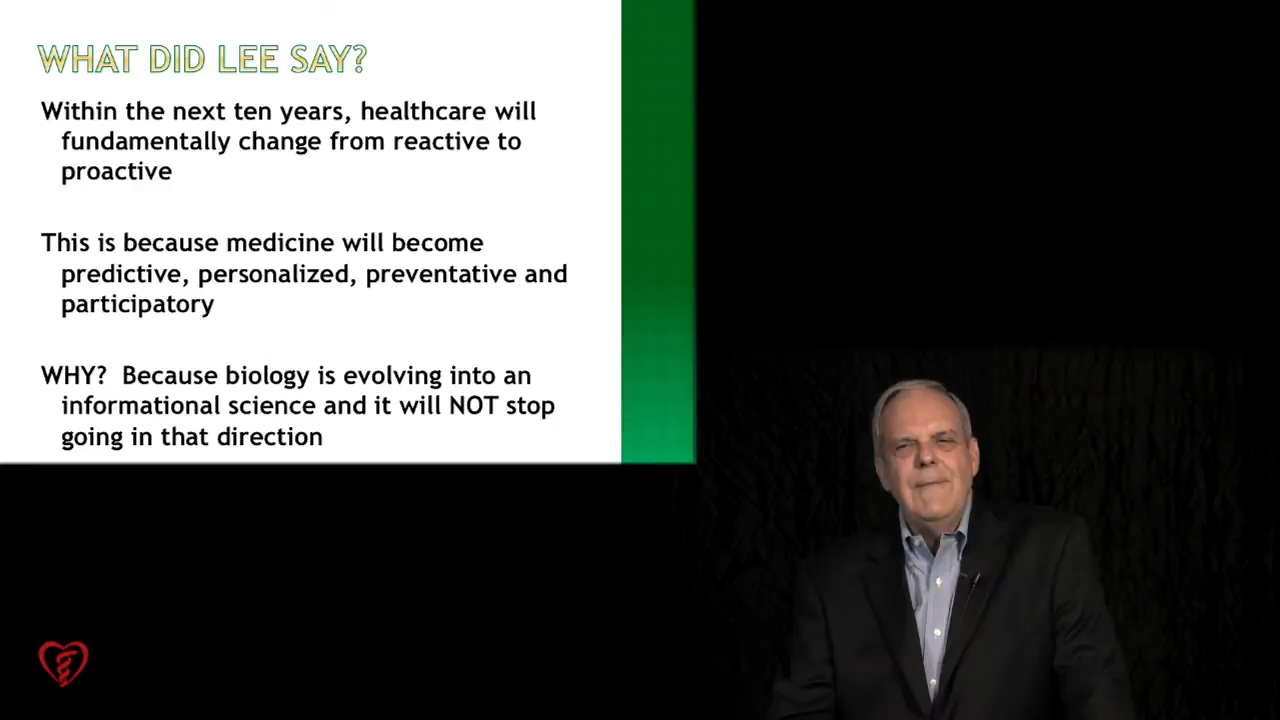 WHAT DID LEE SAY?
Within the next ten years, healthcare will
fundamentally change from reactive to
proactive
This is because medicine will become
predictive, personalized, preventative and
participatory
WHY? Because biology is evolving into an
informational science and it will NOT stop
going in that direction